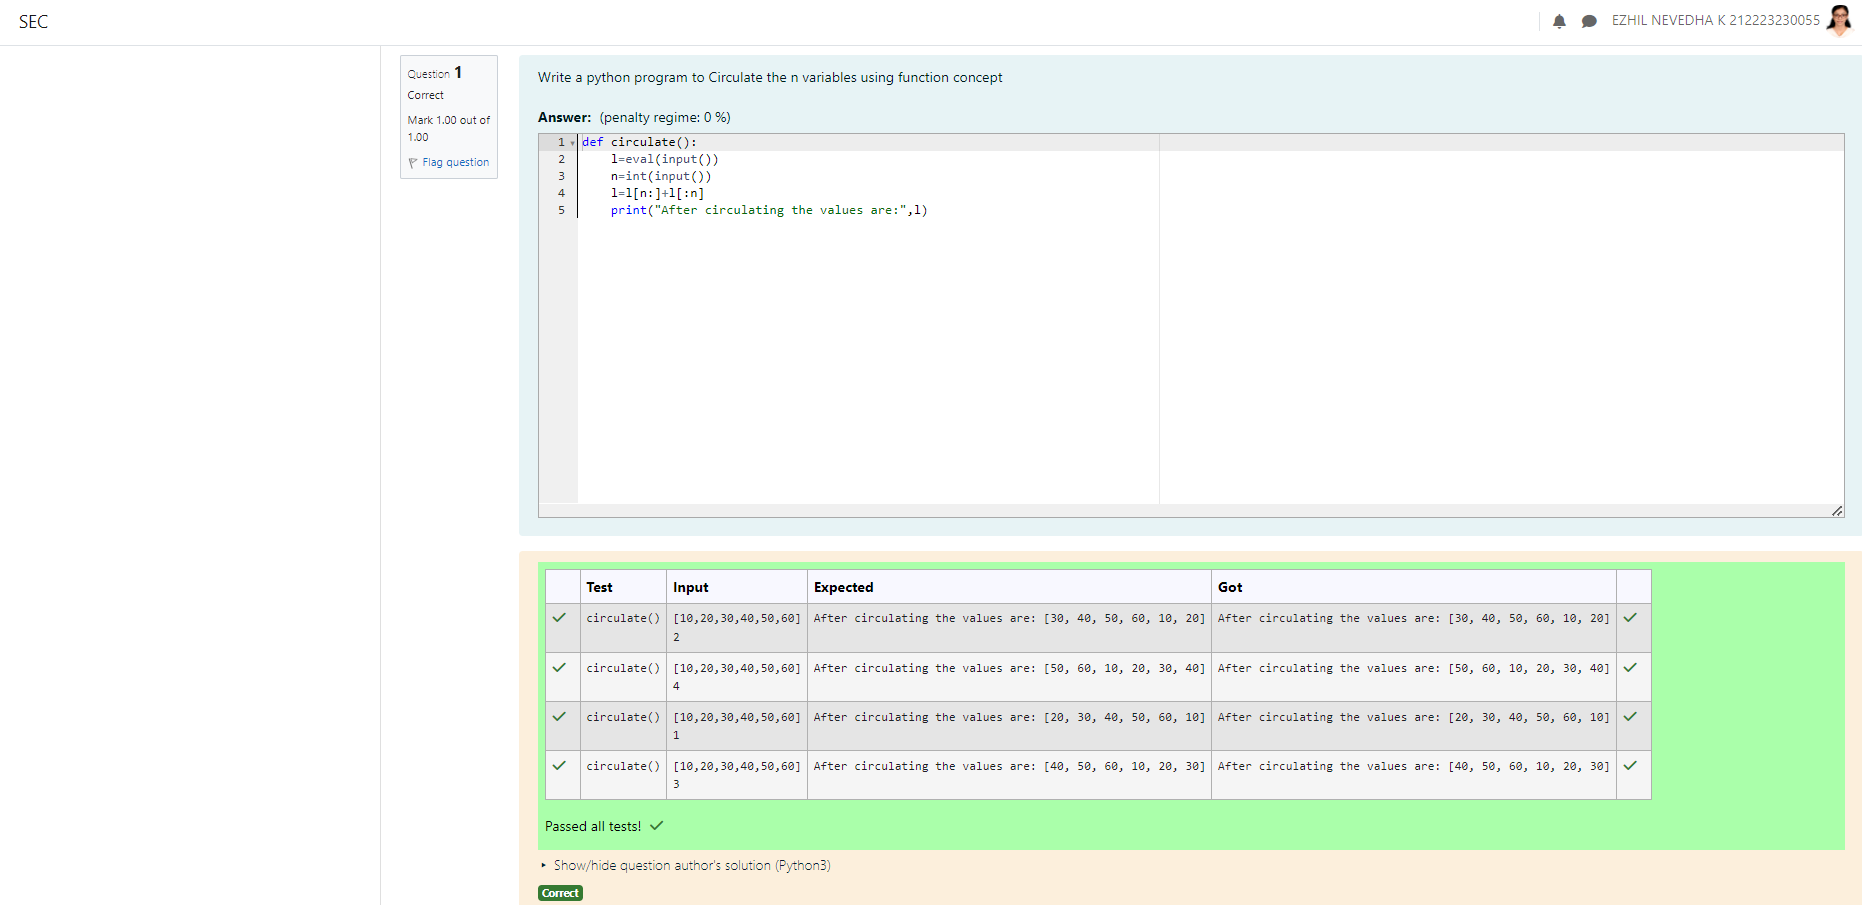 SEC
EZHIL NEVEDHA K 212223230055
Question 1
Correct
Mark 1.00 out of
1.00
Flag question
Write a python program to Circulate the n variables using function concept
Answer: (penalty regime: 0 %)
1 def circulate():
2     l=eval(input())
3     n=int(input())
4     l=l[n:]+l[:n]
5     print("After circulating the values are:",l)
Test Input Expected Got
circulate() [10,20,30,40,50,60] After circulating the values are: [30, 40, 50, 60, 10, 20] After circulating the values are: [30, 40, 50, 60, 10, 20]
2
circulate() [10,20,30,40,50,60] After circulating the values are: [50, 60, 10, 20, 30, 40] After circulating the values are: [50, 60, 10, 20, 30, 40]
4
circulate() [10,20,30,40,50,60] After circulating the values are: [20, 30, 40, 50, 60, 10] After circulating the values are: [20, 30, 40, 50, 60, 10]
1
circulate() [10,20,30,40,50,60] After circulating the values are: [40, 50, 60, 10, 20, 30] After circulating the values are: [40, 50, 60, 10, 20, 30]
3
Passed all tests!
Show/hide question author's solution (Python3)
Correct